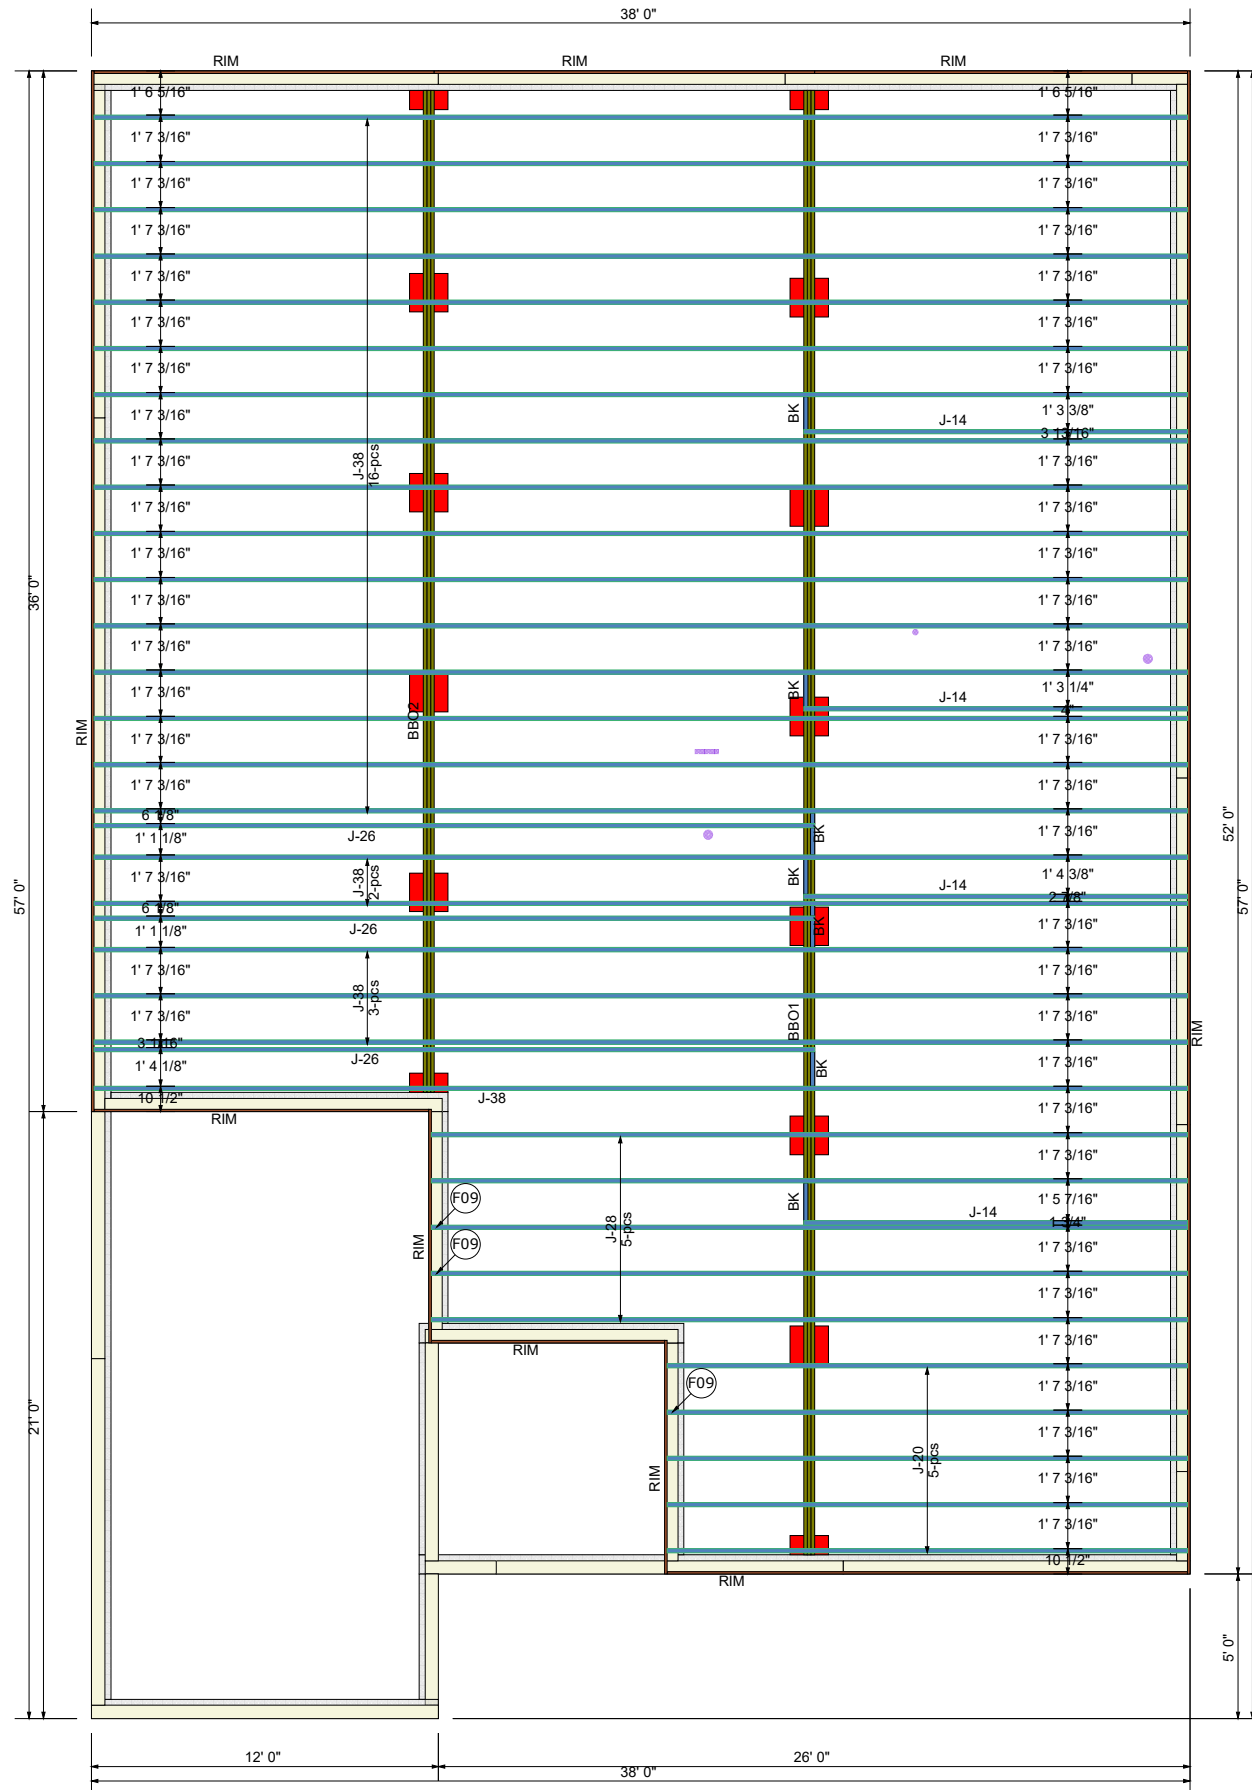 38' 0"
RIM
RIM
RIM
1' 6 5/16"
1' 6 5/16"
1' 7 3/16"
1' 7 3/16"
1' 7 3/16"
1' 7 3/16"
1' 7 3/16"
1' 7 3/16"
1' 7 3/16"
1' 7 3/16"
1' 7 3/16"
1' 7 3/16"
1' 7 3/16"
1' 7 3/16"
1' 7 3/16"
1' 3 3/8"
BK
J-14
3 13/16"
1' 7 3/16"
1' 7 3/16"
J-38
16-pcs
1' 7 3/16"
1' 7 3/16"
1' 7 3/16"
1' 7 3/16"
1' 7 3/16"
1' 7 3/16"
36' 0"
1' 7 3/16"
1' 7 3/16"
1' 7 3/16"
1' 3 1/4"
BK
J-14
4"
BBO2
RIM
1' 7 3/16"
1' 7 3/16"
1' 7 3/16"
1' 7 3/16"
6 1/8"
J-26
BK
1' 7 3/16"
1' 1 1/8"
52' 0"
1' 7 3/16"
J-38
2-pcs
BK
1' 4 3/8"
J-14
2 7/8"
57' 0"
57' 0"
6 1/8"
J-26
BK
1' 1 1/8"
1' 7 3/16"
1' 7 3/16"
J-38
3-pcs
1' 7 3/16"
1' 7 3/16"
BBO1
1' 7 3/16"
RIM
3 1/16"
J-26
1' 4 1/8"
BK
1' 7 3/16"
10 1/2"
J-38
1' 7 3/16"
RIM
1' 7 3/16"
F09
BK
1' 5 7/16"
J-14
1 3/4"
J-28
5-pcs
F09
RIM
1' 7 3/16"
1' 7 3/16"
RIM
1' 7 3/16"
F09
1' 7 3/16"
21' 0"
1' 7 3/16"
J-20
5-pcs
RIM
1' 7 3/16"
1' 7 3/16"
10 1/2"
RIM
5' 0"
12' 0"
26' 0"
38' 0"